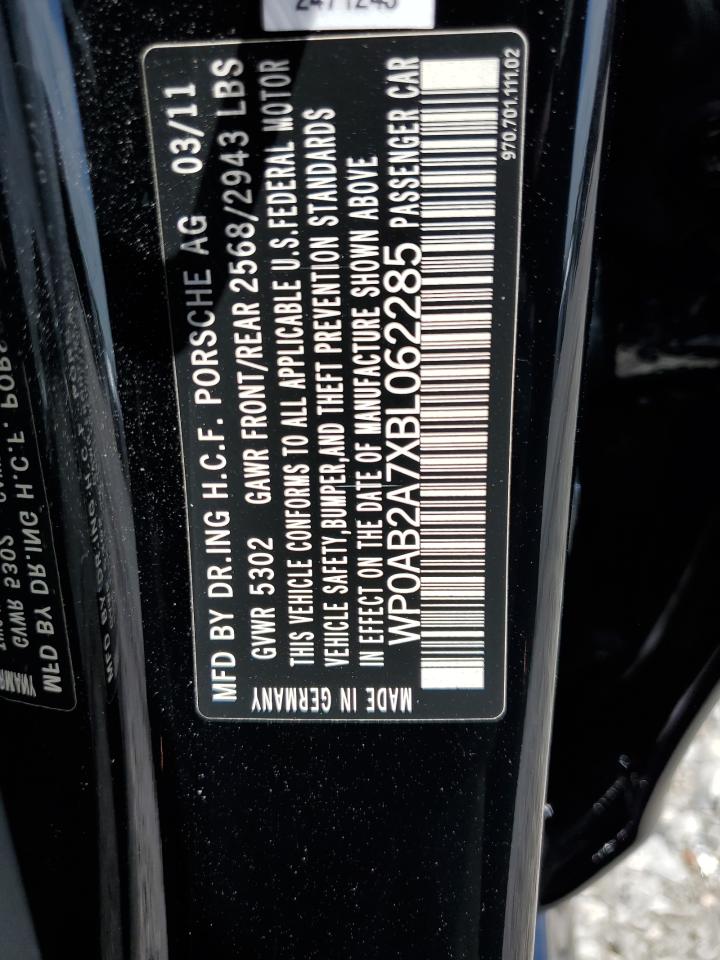 MFD BY DR.ING H.C.F. PORSCHE AG 03/11
GVWR 5302 GAWR FRONT/REAR 2568/2943 LBS
THIS VEHICLE CONFORMS TO ALL APPLICABLE U.S.FEDERAL MOTOR
VEHICLE SAFETY,BUMPER,AND THEFT PREVENTION STANDARDS
IN EFFECT ON THE DATE OF MANUFACTURE SHOWN ABOVE
WP0AB2A7XBL062285 PASSENGER CAR
MADE IN GERMANY
970.701.111.02